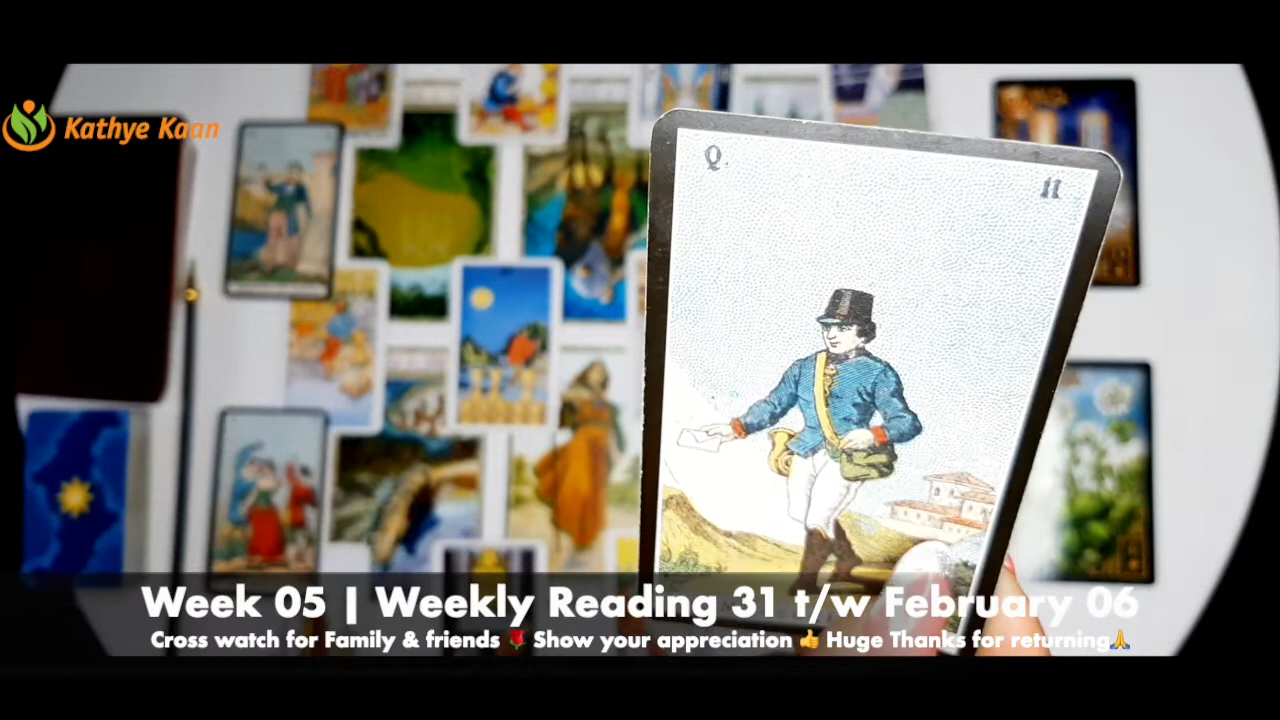 Kathye Kaan
Q
11
Week 05 | Weekly Reading 31 t/w February 06
Cross watch for Family & friends🌹Show your appreciation 👍 Huge Thanks for returning🙏